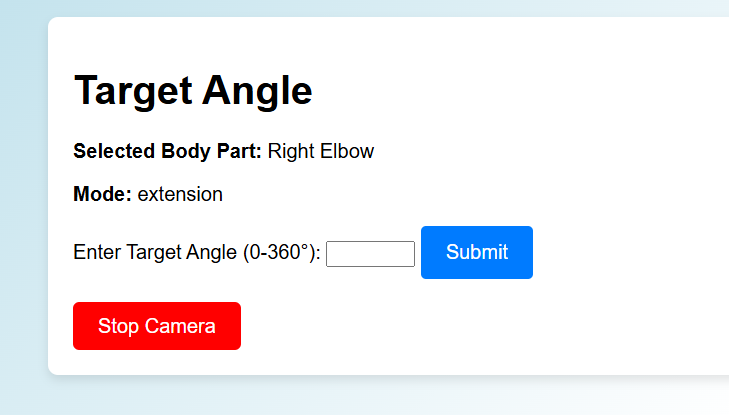 Target Angle
Selected Body Part: Right Elbow
Mode: extension
Enter Target Angle (0-360°): Submit
Stop Camera